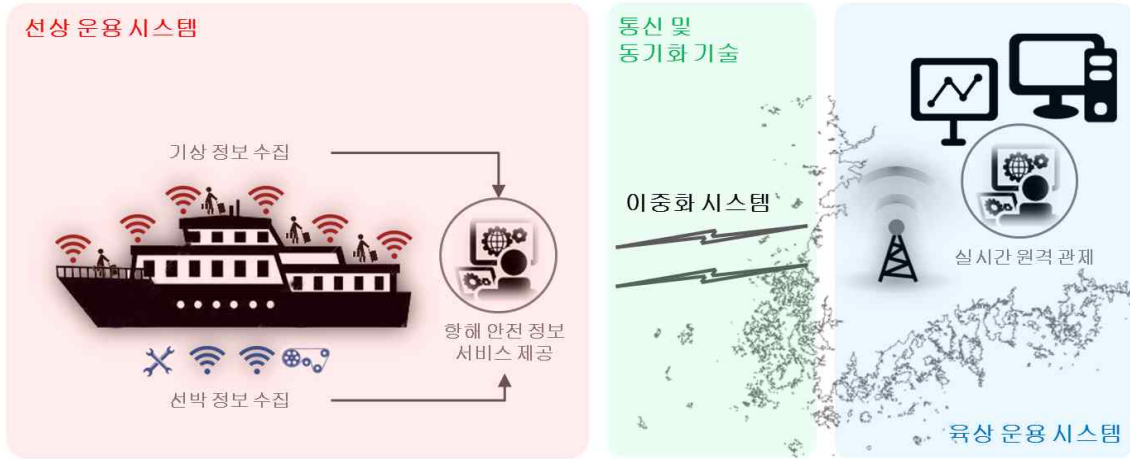 선상 운용 시스템
기상 정보 수집
항해 안전 정보
서비스 제공
선박 정보 수집
통신 및
동기화 기술
이중화 시스템
실시간 원격 관제
육상 운용 시스템